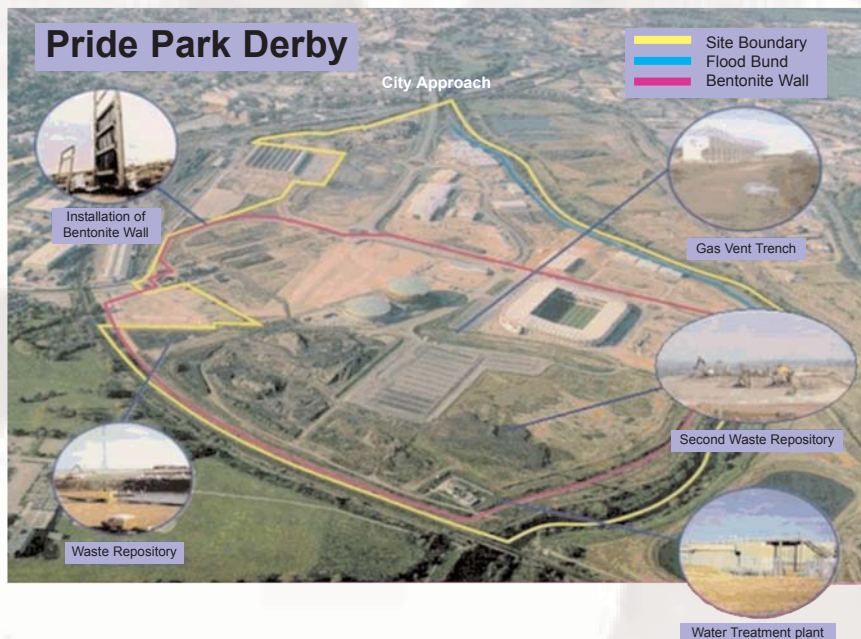 Pride Park Derby
City Approach
Site Boundary
Flood Bund
Bentonite Wall
Installation of
Bentonite Wall
Gas Vent Trench
Second Waste Repository
Waste Repository
Water Treatment plant